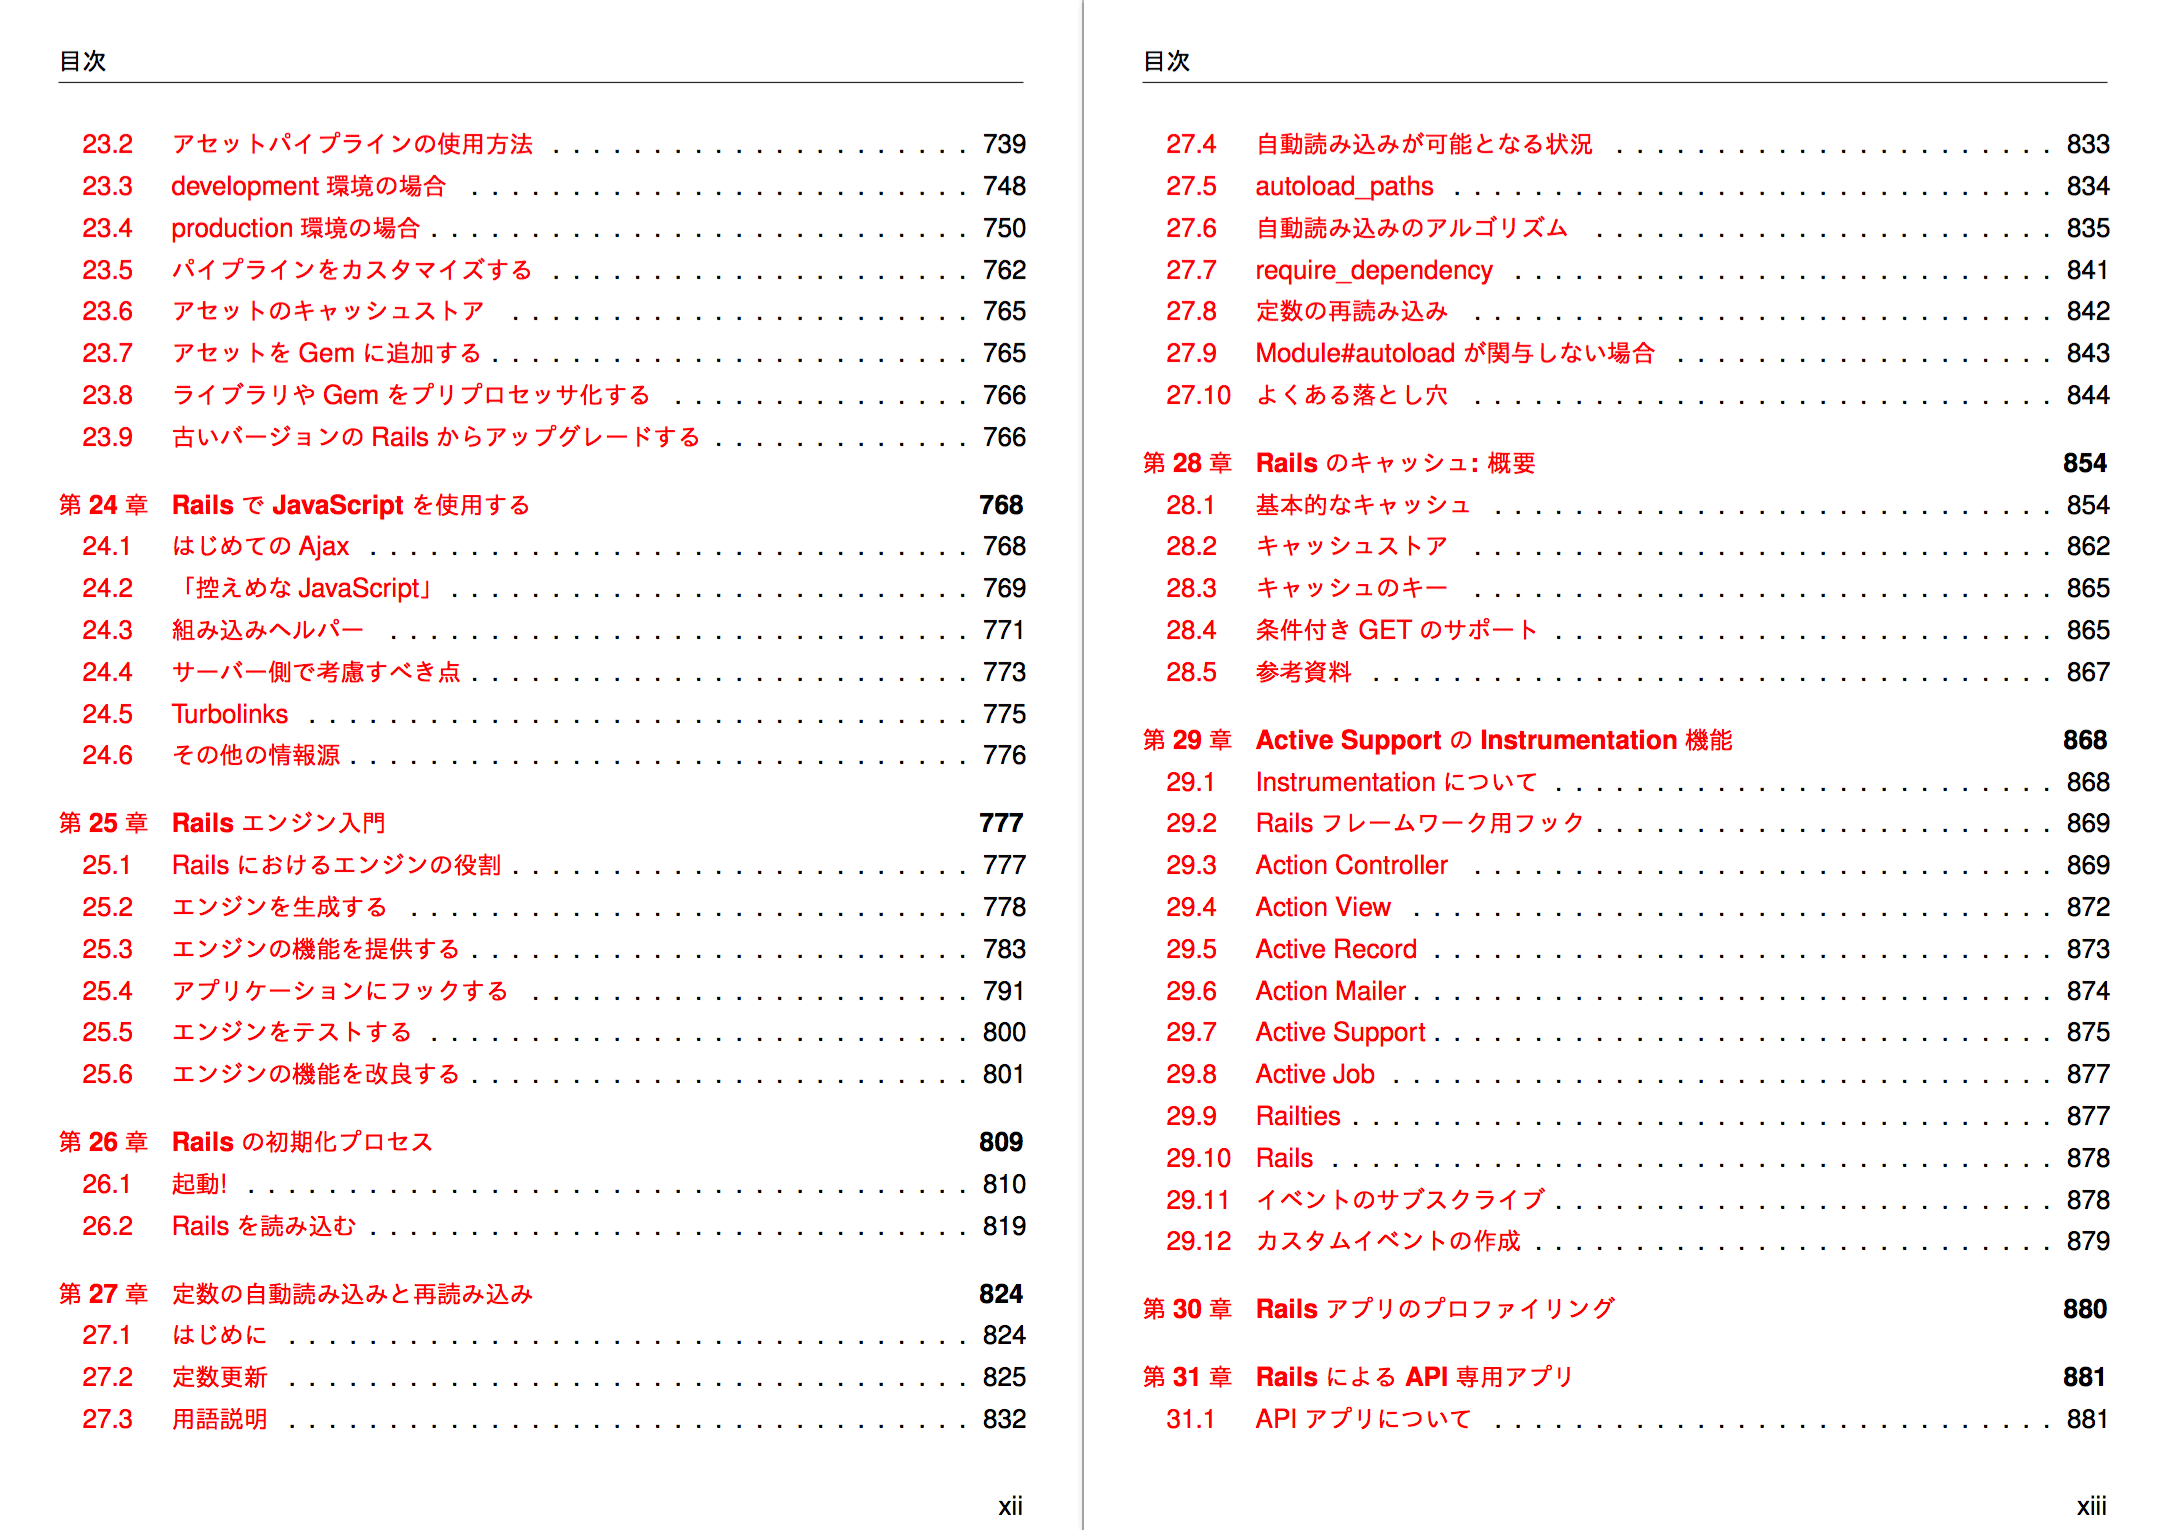 目次
23.2 アセットパイプラインの使用方法 . . . . . . . . . . . . . . . . . . . . . 739
23.3 development 環境の場合 . . . . . . . . . . . . . . . . . . . . . . . . . 748
23.4 production 環境の場合 . . . . . . . . . . . . . . . . . . . . . . . . . . . 750
23.5 パイプラインをカスタマイズする . . . . . . . . . . . . . . . . . . . . . 762
23.6 アセットのキャッシュストア . . . . . . . . . . . . . . . . . . . . . . . 765
23.7 アセットを Gem に追加する . . . . . . . . . . . . . . . . . . . . . . . . 765
23.8 ライブラリや Gem をプリプロセッサ化する . . . . . . . . . . . . . . . 766
23.9 古いバージョンの Rails からアップグレードする . . . . . . . . . . . . . 766
第 24 章 Rails で JavaScript を使用する 768
24.1 はじめての Ajax . . . . . . . . . . . . . . . . . . . . . . . . . . . . . . 768
24.2 「控えめな JavaScript」 . . . . . . . . . . . . . . . . . . . . . . . . . . 769
24.3 組み込みヘルパー . . . . . . . . . . . . . . . . . . . . . . . . . . . . . 771
24.4 サーバー側で考慮すべき点 . . . . . . . . . . . . . . . . . . . . . . . . . 773
24.5 Turbolinks . . . . . . . . . . . . . . . . . . . . . . . . . . . . . . . . . 775
24.6 その他の情報源 . . . . . . . . . . . . . . . . . . . . . . . . . . . . . . . 776
第 25 章 Rails エンジン入門 777
25.1 Rails におけるエンジンの役割 . . . . . . . . . . . . . . . . . . . . . . . 777
25.2 エンジンを生成する . . . . . . . . . . . . . . . . . . . . . . . . . . . . 778
25.3 エンジンの機能を提供する . . . . . . . . . . . . . . . . . . . . . . . . . 783
25.4 アプリケーションにフックする . . . . . . . . . . . . . . . . . . . . . . 791
25.5 エンジンをテストする . . . . . . . . . . . . . . . . . . . . . . . . . . . 800
25.6 エンジンの機能を改良する . . . . . . . . . . . . . . . . . . . . . . . . . 801
第 26 章 Rails の初期化プロセス 809
26.1 起動! . . . . . . . . . . . . . . . . . . . . . . . . . . . . . . . . . . . . 810
26.2 Rails を読み込む . . . . . . . . . . . . . . . . . . . . . . . . . . . . . . 819
第 27 章 定数の自動読み込みと再読み込み 824
27.1 はじめに . . . . . . . . . . . . . . . . . . . . . . . . . . . . . . . . . . 824
27.2 定数更新 . . . . . . . . . . . . . . . . . . . . . . . . . . . . . . . . . . 825
27.3 用語説明 . . . . . . . . . . . . . . . . . . . . . . . . . . . . . . . . . . 832
xii
目次
27.4 自動読み込みが可能となる状況 . . . . . . . . . . . . . . . . . . . . . . 833
27.5 autoload_paths . . . . . . . . . . . . . . . . . . . . . . . . . . . . . . 834
27.6 自動読み込みのアルゴリズム . . . . . . . . . . . . . . . . . . . . . . . 835
27.7 require_dependency . . . . . . . . . . . . . . . . . . . . . . . . . . . 841
27.8 定数の再読み込み . . . . . . . . . . . . . . . . . . . . . . . . . . . . . 842
27.9 Module#autoload が関与しない場合 . . . . . . . . . . . . . . . . . . . 843
27.10 よくある落とし穴 . . . . . . . . . . . . . . . . . . . . . . . . . . . . . 844
第 28 章 Rails のキャッシュ: 概要 854
28.1 基本的なキャッシュ . . . . . . . . . . . . . . . . . . . . . . . . . . . . 854
28.2 キャッシュストア . . . . . . . . . . . . . . . . . . . . . . . . . . . . . 862
28.3 キャッシュのキー . . . . . . . . . . . . . . . . . . . . . . . . . . . . . 865
28.4 条件付き GET のサポート . . . . . . . . . . . . . . . . . . . . . . . . . 865
28.5 参考資料 . . . . . . . . . . . . . . . . . . . . . . . . . . . . . . . . . . 867
第 29 章 Active Support の Instrumentation 機能 868
29.1 Instrumentation について . . . . . . . . . . . . . . . . . . . . . . . . . 868
29.2 Rails フレームワーク用フック . . . . . . . . . . . . . . . . . . . . . . . 869
29.3 Action Controller . . . . . . . . . . . . . . . . . . . . . . . . . . . . . 869
29.4 Action View . . . . . . . . . . . . . . . . . . . . . . . . . . . . . . . . 872
29.5 Active Record . . . . . . . . . . . . . . . . . . . . . . . . . . . . . . . 873
29.6 Action Mailer . . . . . . . . . . . . . . . . . . . . . . . . . . . . . . . . 874
29.7 Active Support . . . . . . . . . . . . . . . . . . . . . . . . . . . . . . . 875
29.8 Active Job . . . . . . . . . . . . . . . . . . . . . . . . . . . . . . . . . 877
29.9 Railties . . . . . . . . . . . . . . . . . . . . . . . . . . . . . . . . . . . 877
29.10 Rails . . . . . . . . . . . . . . . . . . . . . . . . . . . . . . . . . . . . 878
29.11 イベントのサブスクライブ . . . . . . . . . . . . . . . . . . . . . . . . . 878
29.12 カスタムイベントの作成 . . . . . . . . . . . . . . . . . . . . . . . . . . 879
第 30 章 Rails アプリのプロファイリング 880
第 31 章 Rails による API 専用アプリ 881
31.1 API アプリについて . . . . . . . . . . . . . . . . . . . . . . . . . . . . 881
xiii